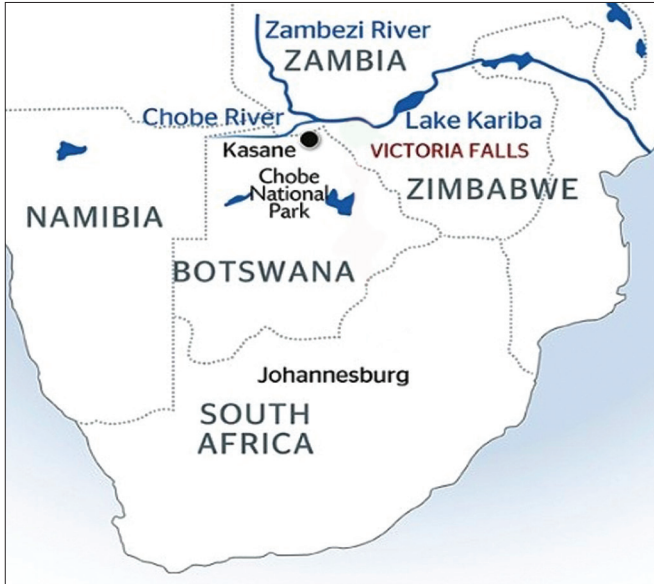 Zambezi River
ZAMBIA
Chobe River
Lake Kariba
Kasane
VICTORIA FALLS
Chobe
National
Park
ZIMBABWE
NAMIBIA
BOTSWANA
Johannesburg
SOUTH
AFRICA